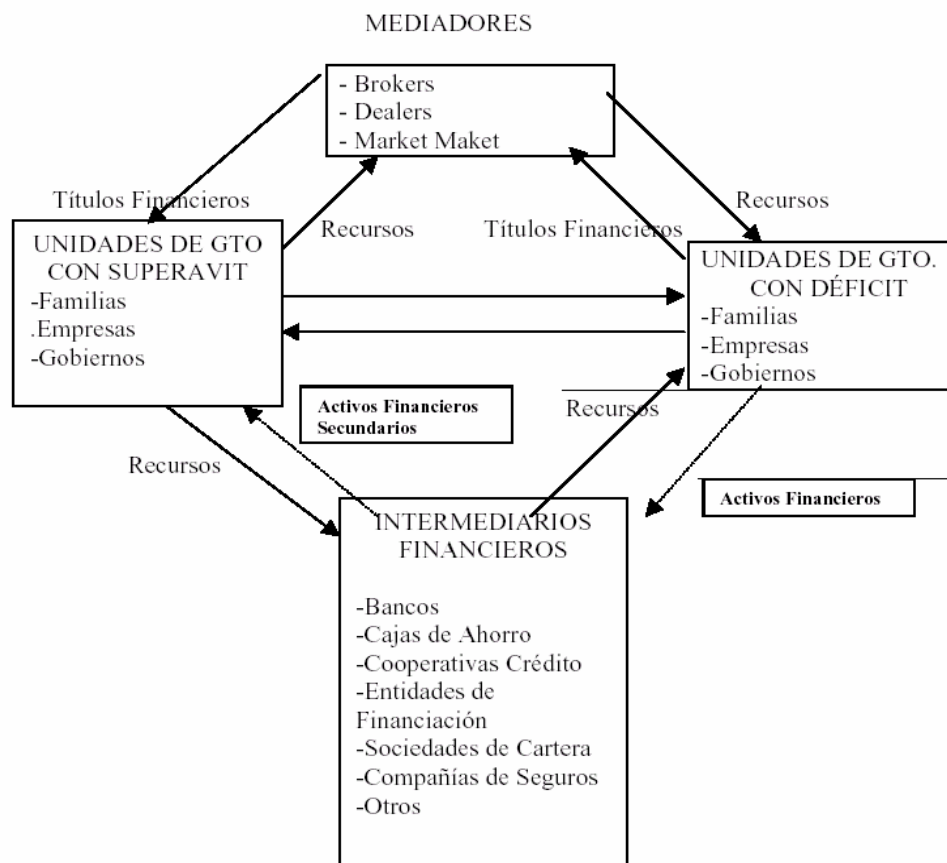 MEDIADORES
- Brokers
- Dealers
- Market Maket
Títulos Financieros
Recursos
Títulos Financieros
Recursos
UNIDADES DE GTO
CON SUPERAVIT
-Familias
.Empresas
-Gobiernos
UNIDADES DE GTO.
CON DÉFICIT
-Familias
-Empresas
-Gobiernos
Activos Financieros
Secundarios
Recursos
Recursos
Activos Financieros
INTERMEDIARIOS
FINANCIEROS
-Bancos
-Cajas de Ahorro
-Cooperativas Crédito
-Entidades de
Financiación
-Sociedades de Cartera
-Compañías de Seguros
-Otros